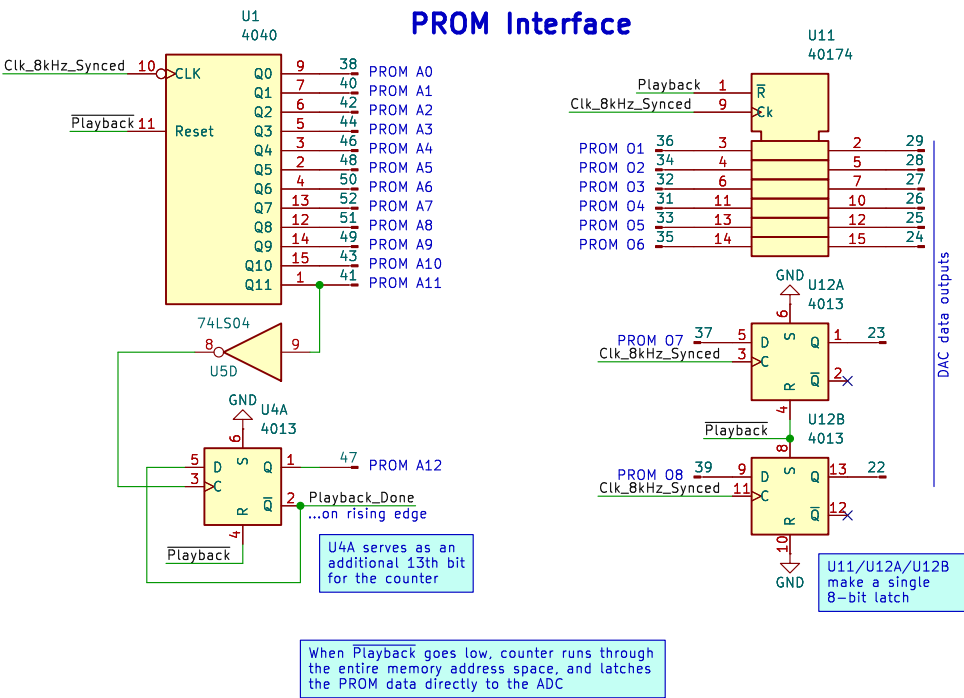 PROM Interface
U1
4040
Clk_8kHz_Synced 10 CLK
Playback 11 Reset
Q0 9 38 PROM A0
Q1 7 40 PROM A1
Q2 6 42 PROM A2
Q3 5 44 PROM A3
Q4 3 46 PROM A4
Q5 2 48 PROM A5
Q6 4 50 PROM A6
Q7 13 52 PROM A7
Q8 12 51 PROM A8
Q9 14 49 PROM A9
Q10 15 43 PROM A10
Q11 1 41 PROM A11
74LS04
8 9
U5D
GND
U4A
4013
6
5 D S Q 1 47 PROM A12
3 C
R Q 2 Playback_Done
...on rising edge
4
Playback
U4A serves as an
additional 13th bit
for the counter
U11
40174
Playback 1 R
Clk_8kHz_Synced 9 Ck
PROM O1 36 3 2 29
PROM O2 34 4 5 28
PROM O3 32 6 7 27
PROM O4 31 11 10 26
PROM O5 33 13 12 25
PROM O6 35 14 15 24
DAC data outputs
GND
U12A
4013
6
PROM O7 37 5 D S Q 1 23
Clk_8kHz_Synced 3 C
R Q 2
4
Playback
U12B
4013
8
PROM O8 39 9 D S Q 13 22
Clk_8kHz_Synced 11 C
R Q 12
10
GND
U11/U12A/U12B
make a single
8-bit latch
When Playback goes low, counter runs through
the entire memory address space, and latches
the PROM data directly to the ADC